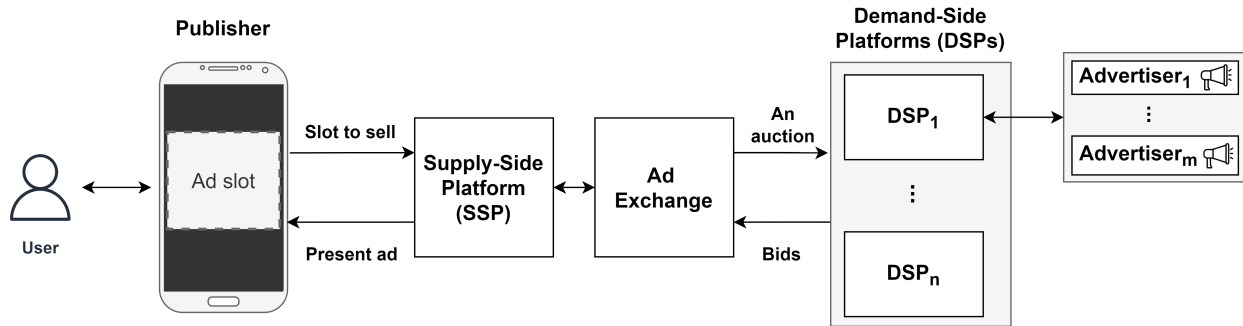 Publisher
Ad slot
User
Slot to sell
Present ad
Supply-Side
Platform
(SSP)
Ad
Exchange
An
auction
Bids
Demand-Side
Platforms (DSPs)
DSP₁
⋮
DSPₙ
Advertiser₁
⋮
Advertiserₘ